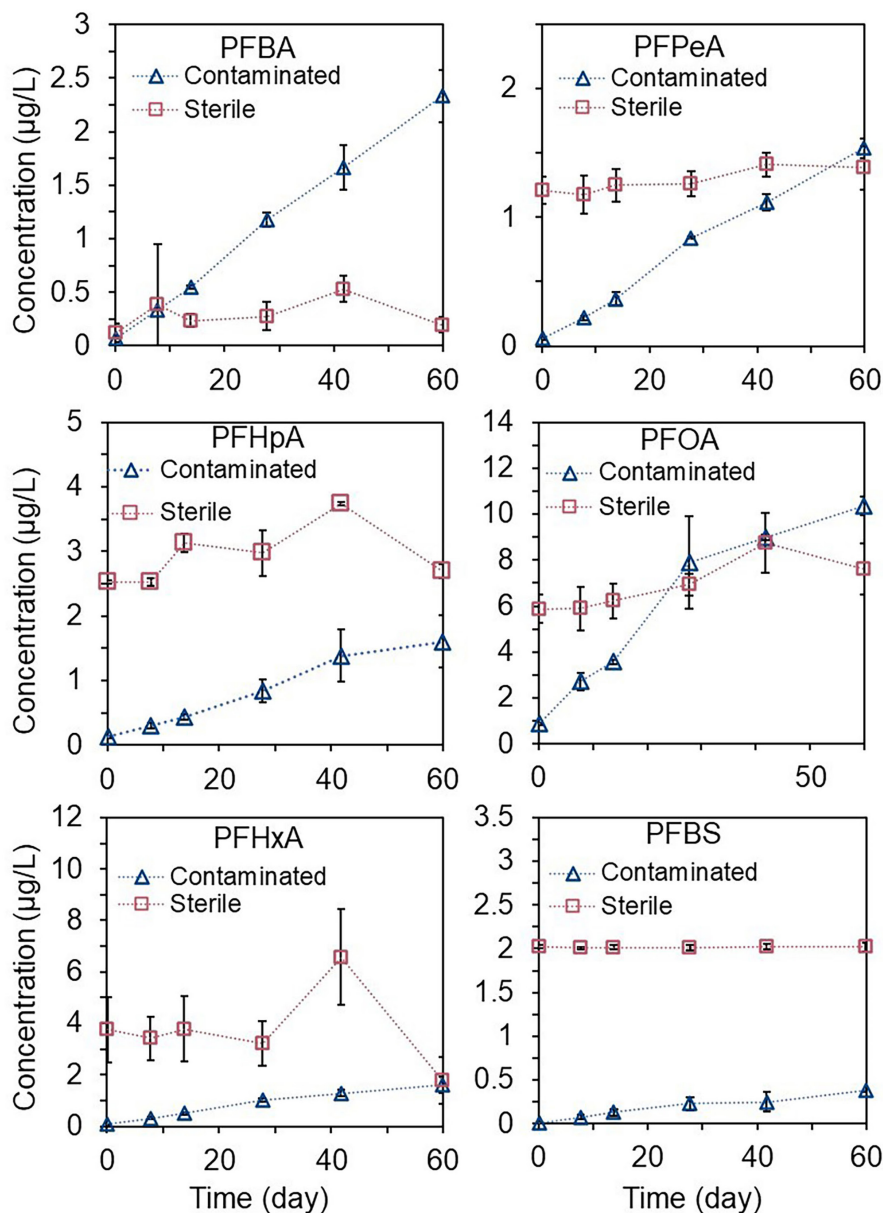 PFBA
Contaminated
Sterile
Concentration (µg/L)
3
2.5
2
1.5
1
0.5
0
0 20 40 60
PFPeA
Contaminated
Sterile
2
1
0
0 20 40 60
PFHpA
Contaminated
Sterile
Concentration (µg/L)
5
4
3
2
1
0
0 20 40 60
PFOA
Contaminated
Sterile
14
12
10
8
6
4
2
0
0 50
PFHxA
Contaminated
Sterile
Concentration (µg/L)
12
10
8
6
4
2
0
0 20 40 60
Time (day)
PFBS
Contaminated
Sterile
3.5
3
2.5
2
1.5
1
0.5
0
0 20 40 60
Time (day)